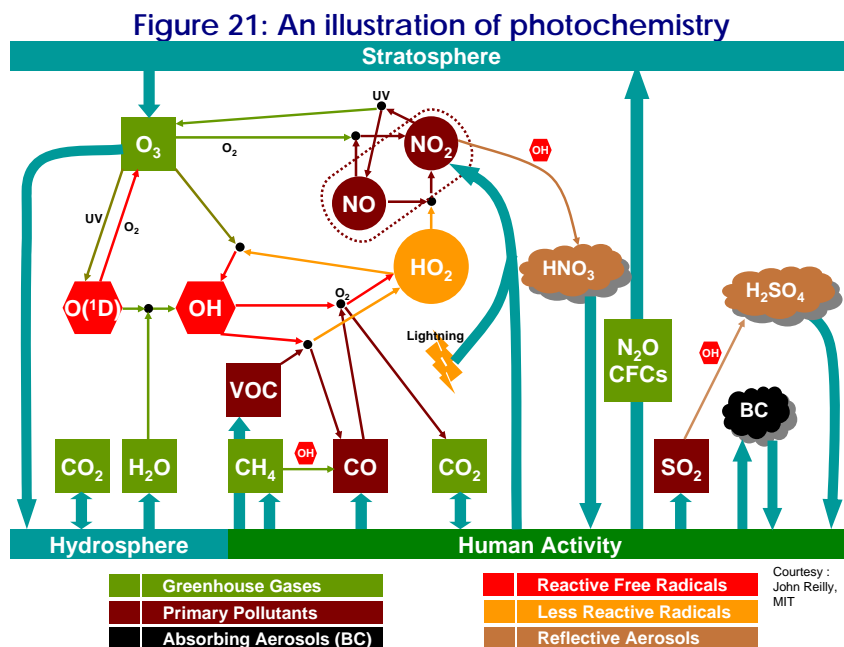 Figure 21: An illustration of photochemistry
Stratosphere
UV
O₃
O₂
NO₂
OH
NO
UV
O₂
HO₂
HNO₃
O(¹D)
OH
O₂
H₂SO₄
Lightning
N₂O
CFCs
OH
VOC
BC
CO₂
H₂O
CH₄
OH
CO
CO₂
SO₂
Hydrosphere
Human Activity
Greenhouse Gases
Primary Pollutants
Absorbing Aerosols (BC)
Reactive Free Radicals
Less Reactive Radicals
Reflective Aerosols
Courtesy :
John Reilly,
MIT